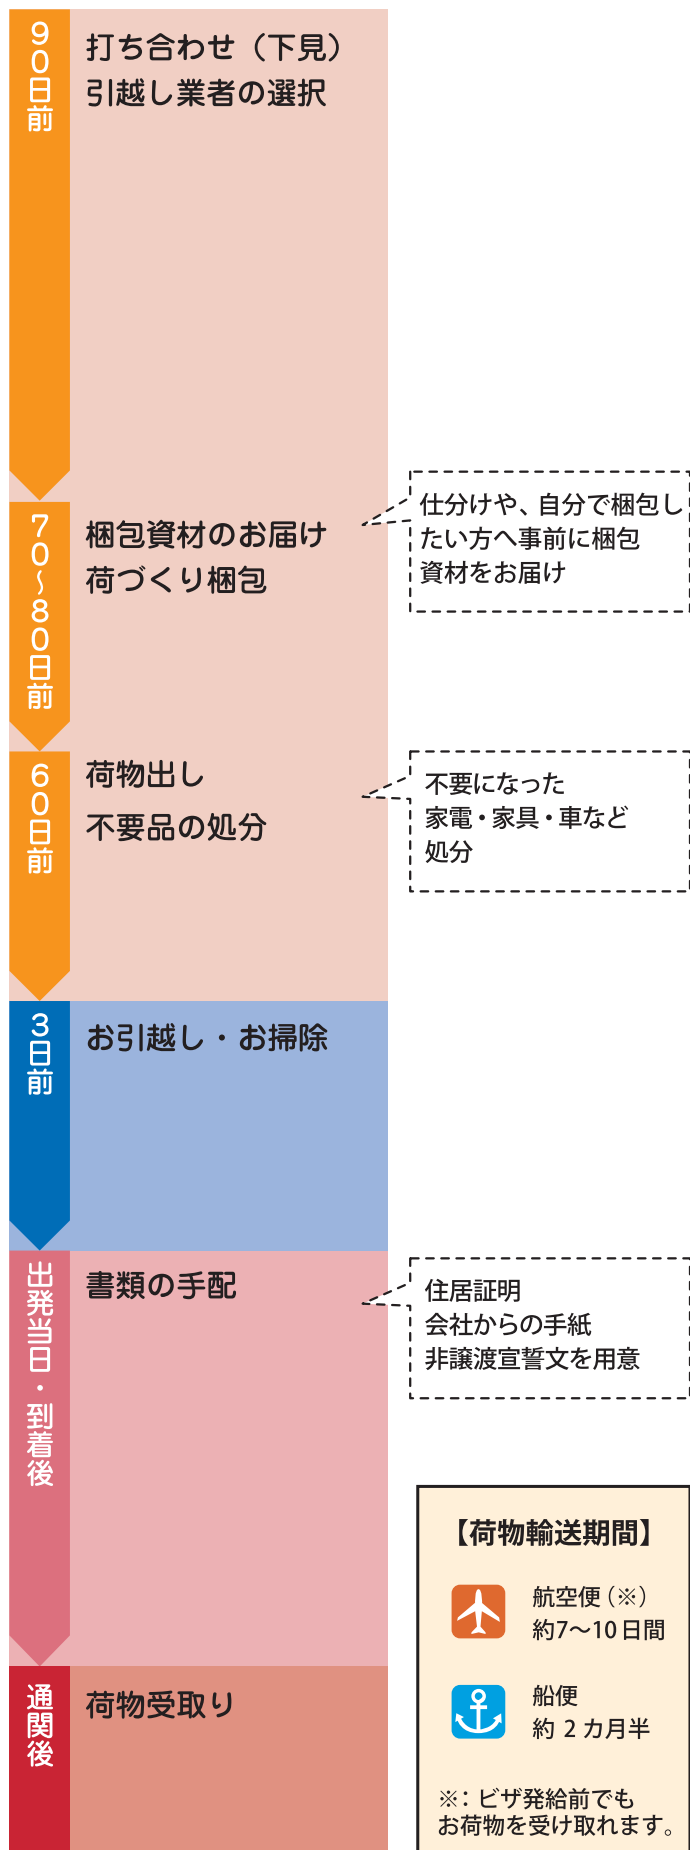 90日前
打ち合わせ（下見）
引越し業者の選択
70〜80日前
梱包資材のお届け
荷づくり梱包
仕分けや、自分で梱包し
たい方へ事前に梱包
資材をお届け
60日前
荷物出し
不要品の処分
不要になった
家電・家具・車など
処分
3日前
お引越し・お掃除
出発当日・到着後
書類の手配
住居証明
会社からの手紙
非譲渡宣誓文を用意
通関後
荷物受取り
【荷物輸送期間】
航空便（※）
約7〜10日間
船便
約 2 カ月半
※：ビザ発給前でも
お荷物を受け取れます。